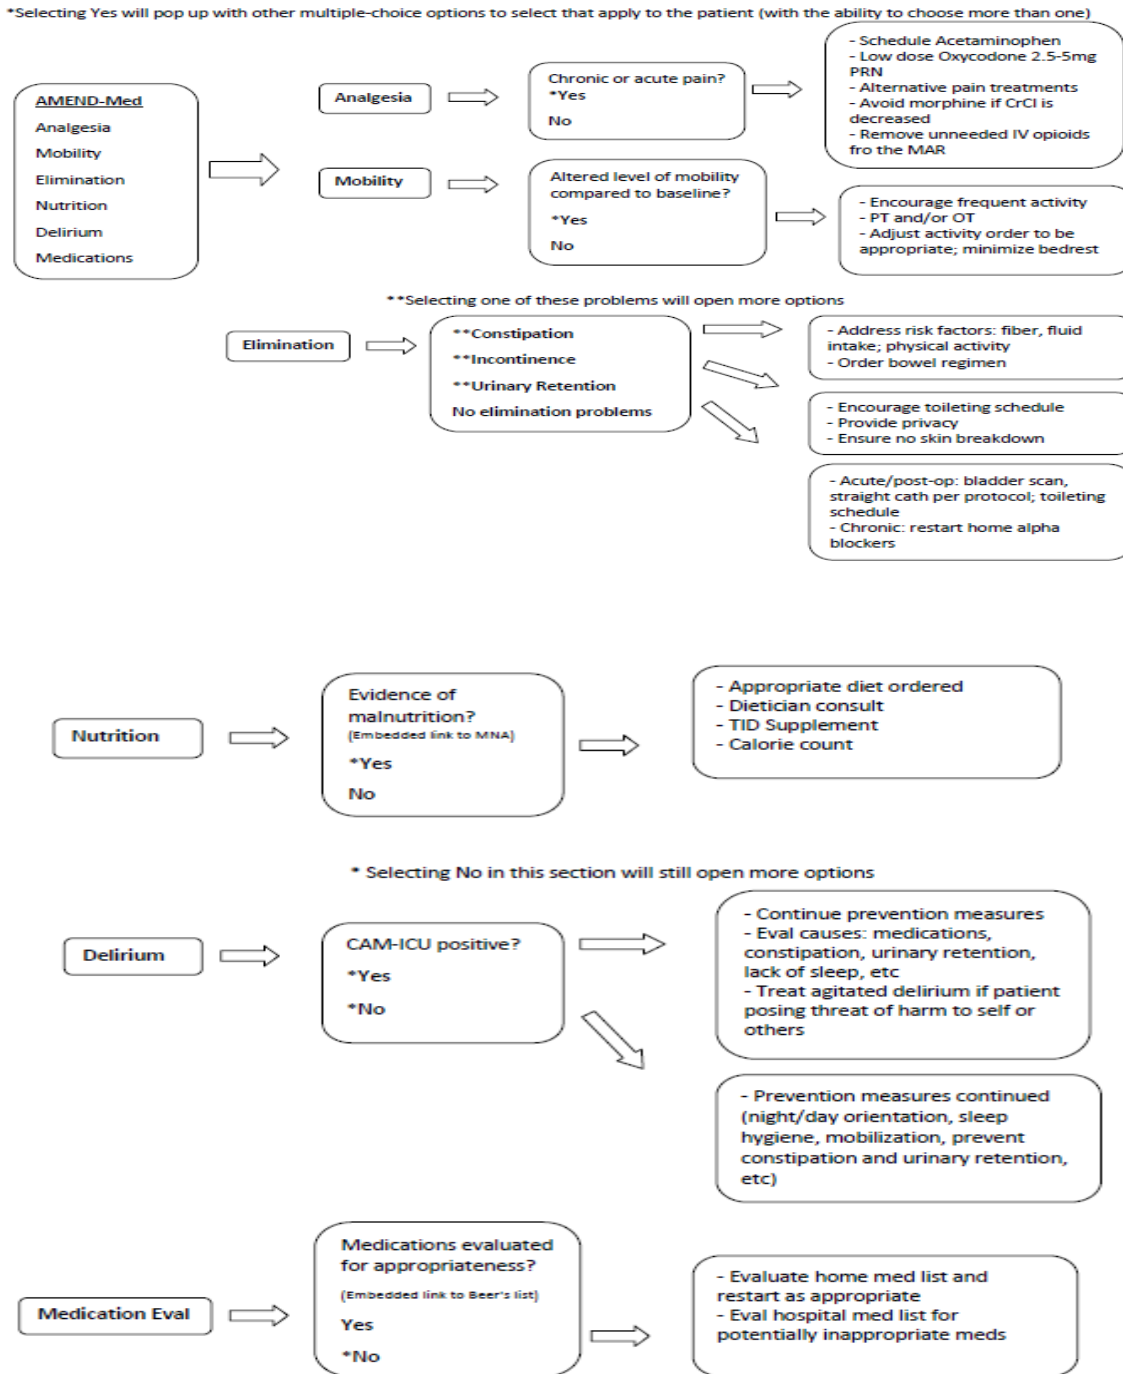 *Selecting Yes will pop up with other multiple-choice options to select that apply to the patient (with the ability to choose more than one)
AMEND-Med
Analgesia
Mobility
Elimination
Nutrition
Delirium
Medications
Analgesia
Chronic or acute pain?
*Yes
No
- Schedule Acetaminophen
- Low dose Oxycodone 2.5-5mg
PRN
- Alternative pain treatments
- Avoid morphine if CrCl is
decreased
- Remove unneeded IV opioids
fro the MAR
Mobility
Altered level of mobility
compared to baseline?
*Yes
No
- Encourage frequent activity
- PT and/or OT
- Adjust activity order to be
appropriate; minimize bedrest
**Selecting one of these problems will open more options
Elimination
**Constipation
**Incontinence
**Urinary Retention
No elimination problems
- Address risk factors: fiber, fluid
intake; physical activity
- Order bowel regimen
- Encourage toileting schedule
- Provide privacy
- Ensure no skin breakdown
- Acute/post-op: bladder scan,
straight cath per protocol; toileting
schedule
- Chronic: restart home alpha
blockers
Nutrition
Evidence of
malnutrition?
(Embedded link to MNA)
*Yes
No
- Appropriate diet ordered
- Dietician consult
- TID Supplement
- Calorie count
* Selecting No in this section will still open more options
Delirium
CAM-ICU positive?
*Yes
*No
- Continue prevention measures
- Eval causes: medications,
constipation, urinary retention,
lack of sleep, etc
- Treat agitated delirium if patient
posing threat of harm to self or
others
- Prevention measures continued
(night/day orientation, sleep
hygiene, mobilization, prevent
constipation and urinary retention,
etc)
Medication Eval
Medications evaluated
for appropriateness?
(Embedded link to Beer's list)
Yes
*No
- Evaluate home med list and
restart as appropriate
- Eval hospital med list for
potentially inappropriate meds